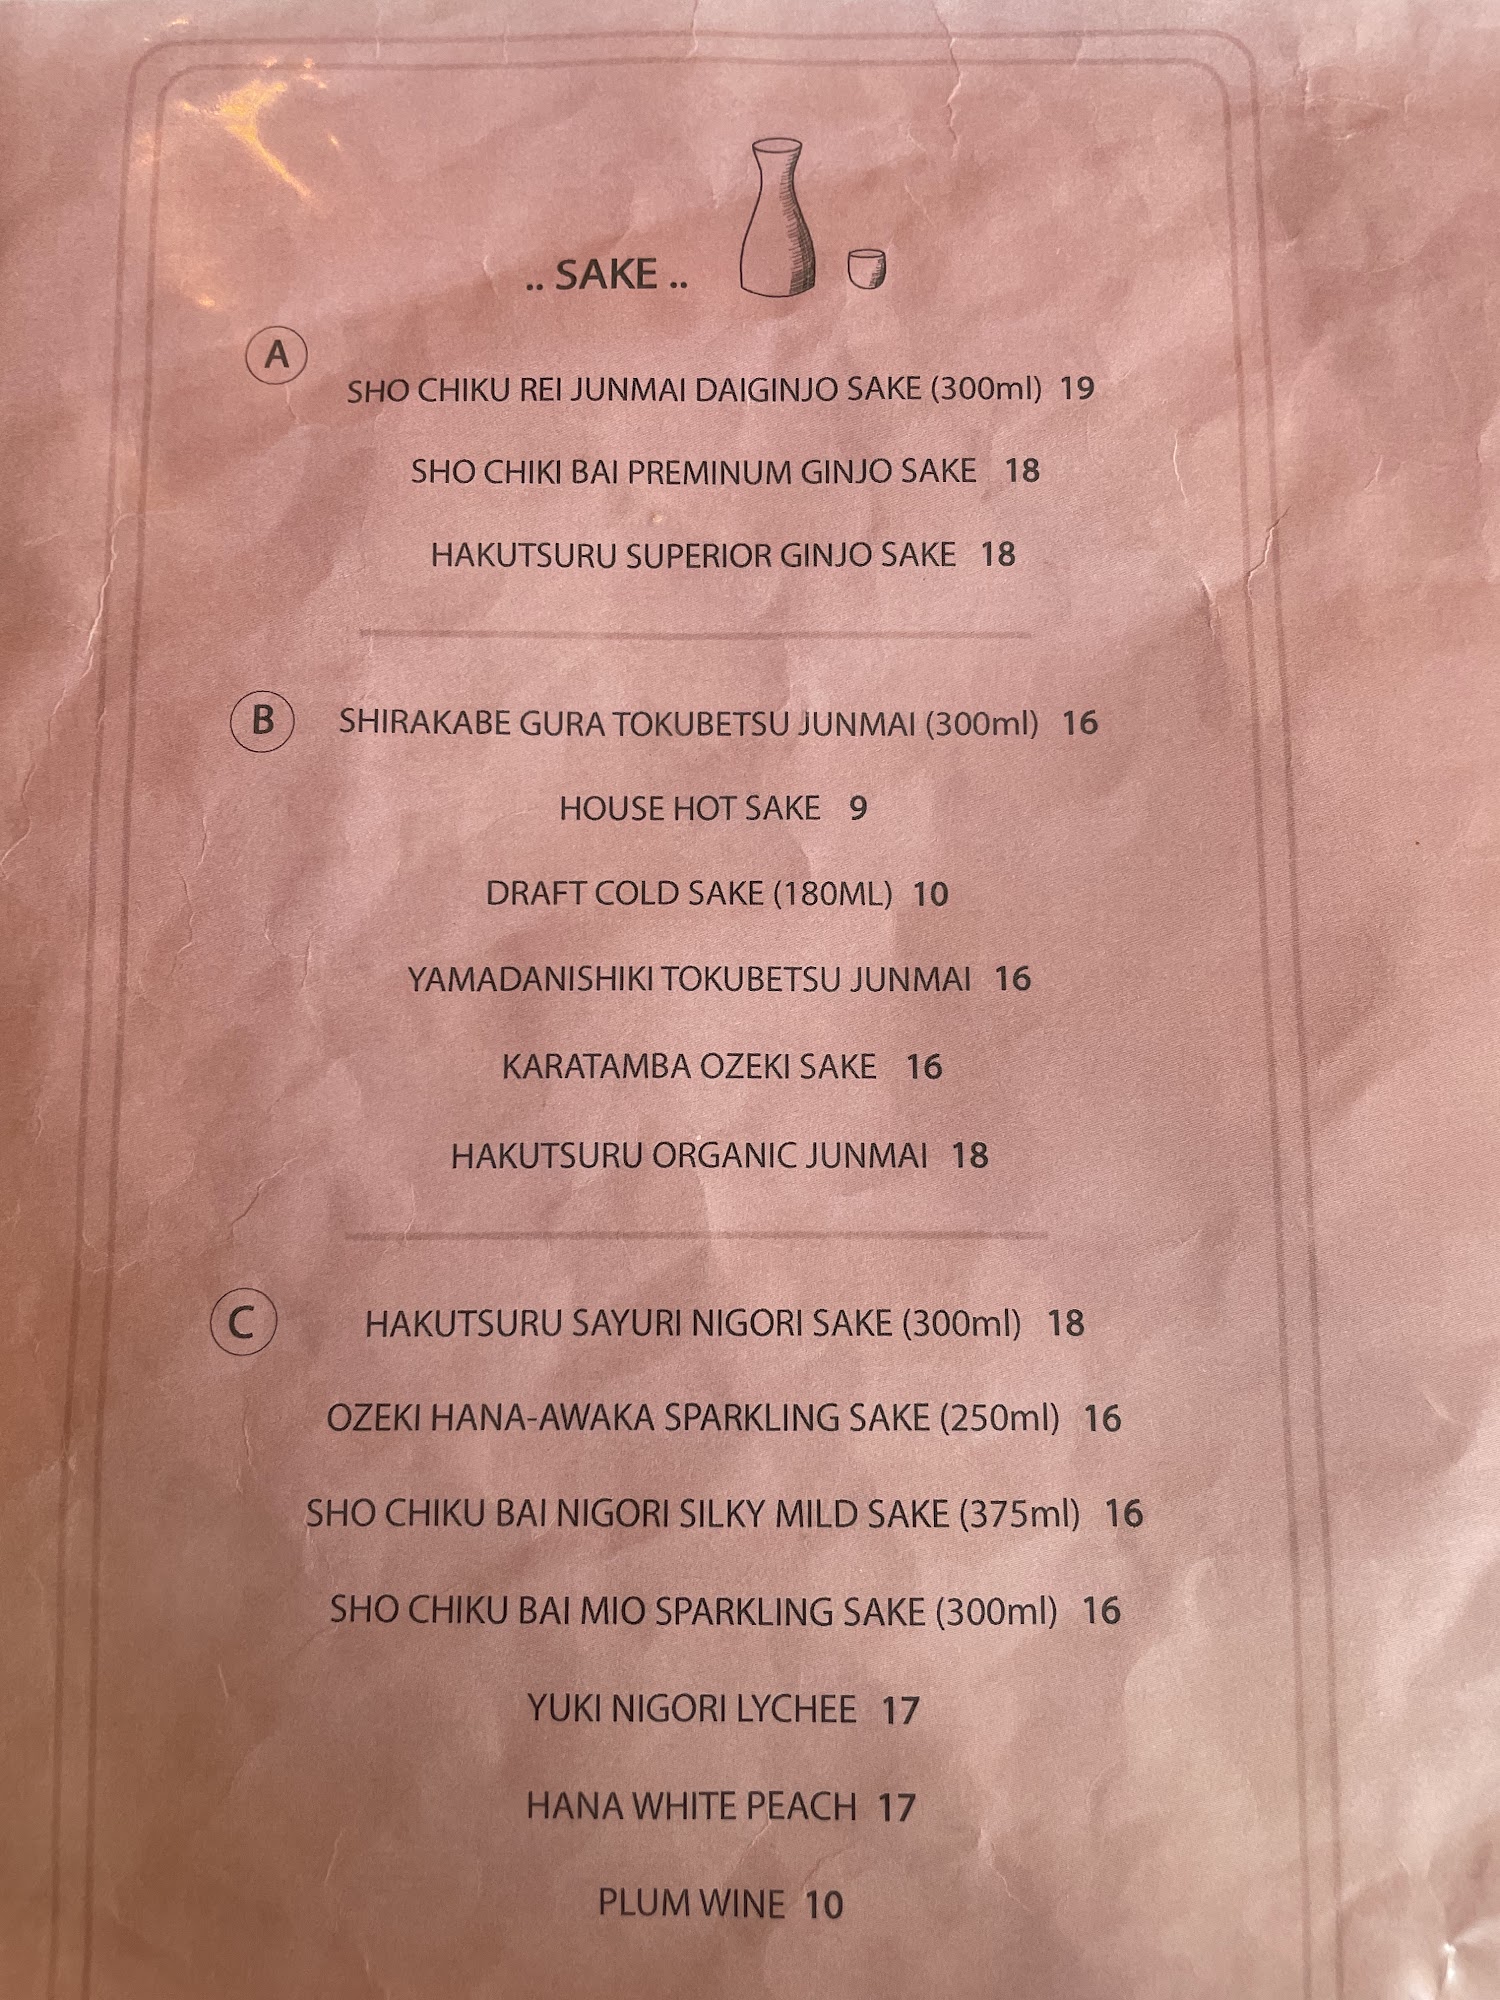 .. SAKE ..
A
SHO CHIKU REI JUNMAI DAIGINJO SAKE (300ml) 19
SHO CHIKI BAI PREMINUM GINJO SAKE 18
HAKUTSURU SUPERIOR GINJO SAKE 18
B SHIRAKABE GURA TOKUBETSU JUNMAI (300ml) 16
HOUSE HOT SAKE 9
DRAFT COLD SAKE (180ML) 10
YAMADANISHIKI TOKUBETSU JUNMAI 16
KARATAMBA OZEKI SAKE 16
HAKUTSURU ORGANIC JUNMAI 18
C HAKUTSURU SAYURI NIGORI SAKE (300ml) 18
OZEKI HANA-AWAKA SPARKLING SAKE (250ml) 16
SHO CHIKU BAI NIGORI SILKY MILD SAKE (375ml) 16
SHO CHIKU BAI MIO SPARKLING SAKE (300ml) 16
YUKI NIGORI LYCHEE 17
HANA WHITE PEACH 17
PLUM WINE 10